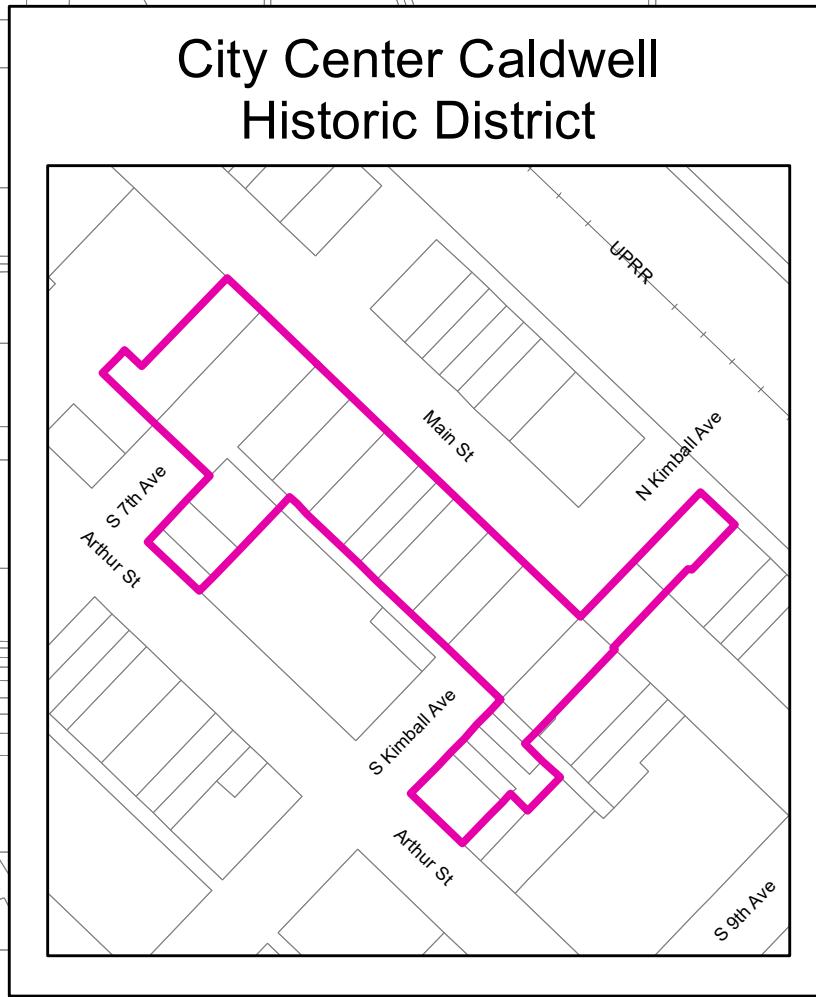 City Center Caldwell
Historic District
UPRR
Main St
N Kimball Ave
S 7th Ave
Arthur St
S Kimball Ave
Arthur St
S 9th Ave